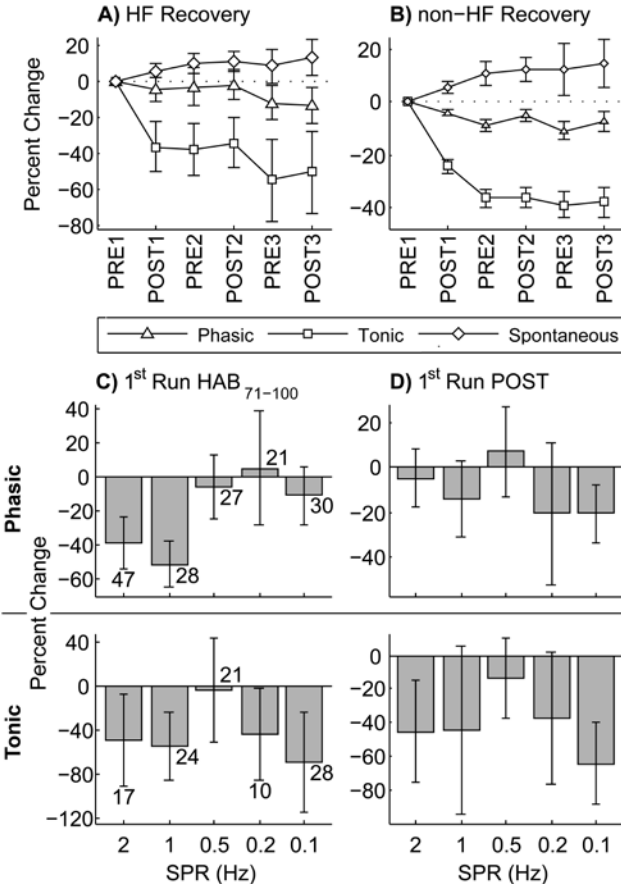 A) HF Recovery
B) non−HF Recovery
Percent Change
20
0
−20
−40
−60
−80
20
0
−20
−40
PRE1
POST1
PRE2
POST2
PRE3
POST3
PRE1
POST1
PRE2
POST2
PRE3
POST3
Phasic Tonic Spontaneous
C) 1st Run HAB 71−100
D) 1st Run POST
Phasic
Percent Change
40
20
0
−20
−40
−60
47
28
27
21
30
20
0
−20
−40
Tonic
40
0
−40
−80
−120
17
24
21
10
28
0
−20
−40
−60
−80
2 1 0.5 0.2 0.1
2 1 0.5 0.2 0.1
SPR (Hz)
SPR (Hz)